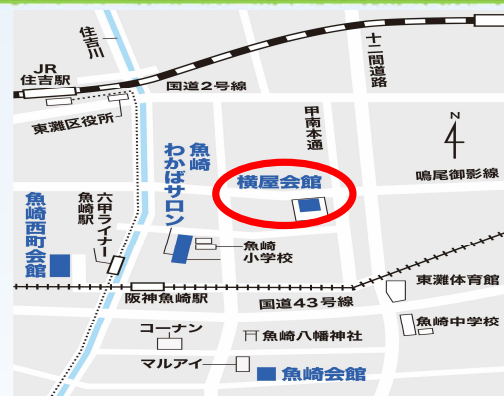 住吉川
十二間道路
JR
住吉駅
国道2号線
東灘区役所
甲南本通
N
魚崎
わかばサロン
横屋会館
鳴尾御影線
魚崎西町会館
六甲ライナー
魚崎駅
魚崎
小学校
阪神魚崎駅
国道43号線
東灘体育館
コーナン
魚崎八幡神社
魚崎中学校
マルアイ
魚崎会館